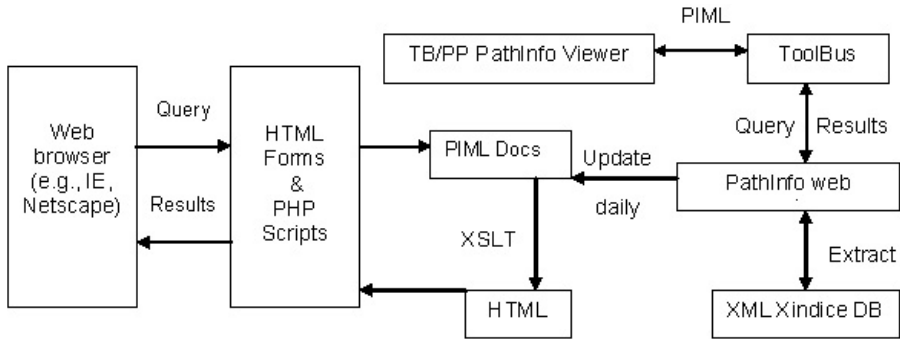 PIML
TB/PP PathInfo Viewer
ToolBus
Web
browser
(e.g., IE,
Netscape)
Query
Results
HTML
Forms
&
PHP
Scripts
PIML Docs
Update
daily
XSLT
HTML
Query
Results
PathInfo web
Extract
XML Xindice DB